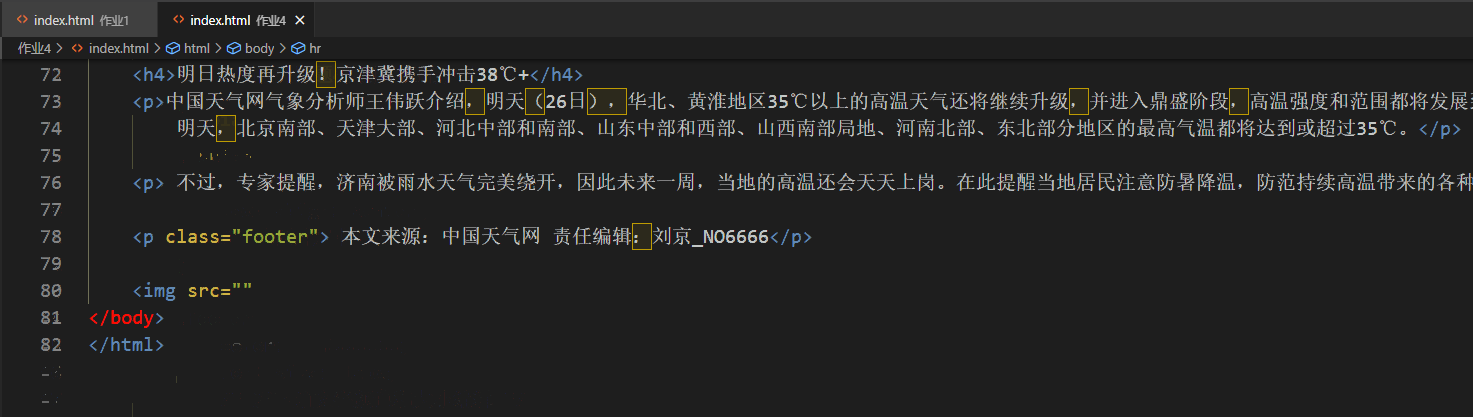 index.html 作业1 index.html 作业4
作业4 > index.html > html > body > hr
72 <h4>明日热度再升级！京津冀携手冲击38℃+</h4>
73 <p>中国天气网气象分析师王伟跃介绍，明天（26日），华北、黄淮地区35℃以上的高温天气还将继续升级，并进入鼎盛阶段，高温强度和范围都将发展
74 明天，北京南部、天津大部、河北中部和南部、山东中部和西部、山西南部局地、河南北部、东北部分地区的最高气温都将达到或超过35℃。</p>
75
76 <p> 不过，专家提醒，济南被雨水天气完美绕开，因此未来一周，当地的高温还会天天上岗。在此提醒当地居民注意防暑降温，防范持续高温带来的各种
77
78 <p class="footer"> 本文来源：中国天气网 责任编辑：刘京_NO6666</p>
79
80 <img src=""
81 </body>
82 </html>